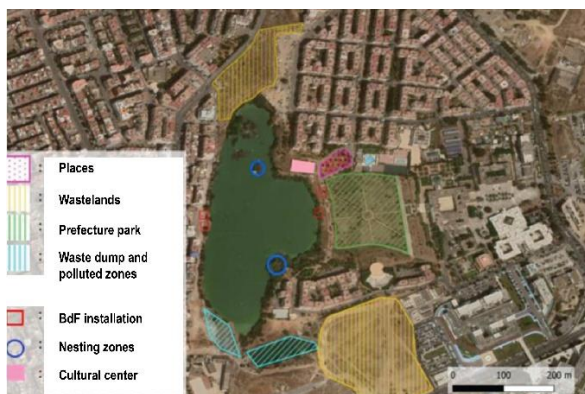 Places
Wastelands
Prefecture park
Waste dump and
polluted zones
BdF installation
Nesting zones
Cultural center
0 100 200 m